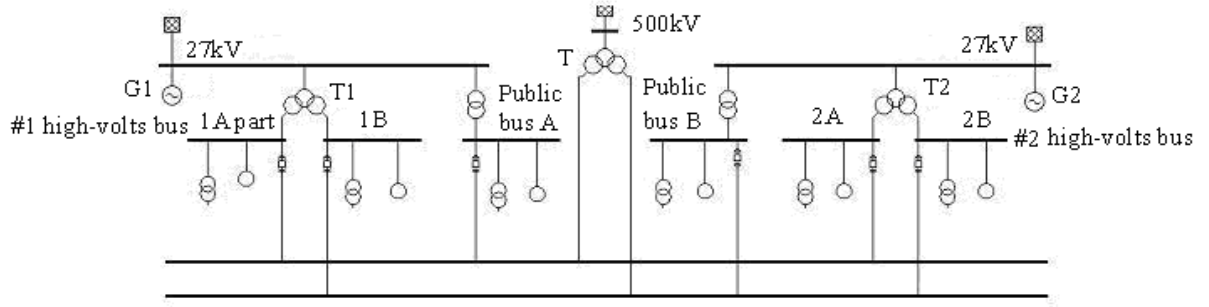 500kV
27kV
27kV
T
G1
T1
Public
bus A
Public
bus B
T2
G2
#1 high-volts bus
1A part
1B
2A
2B
#2 high-volts bus